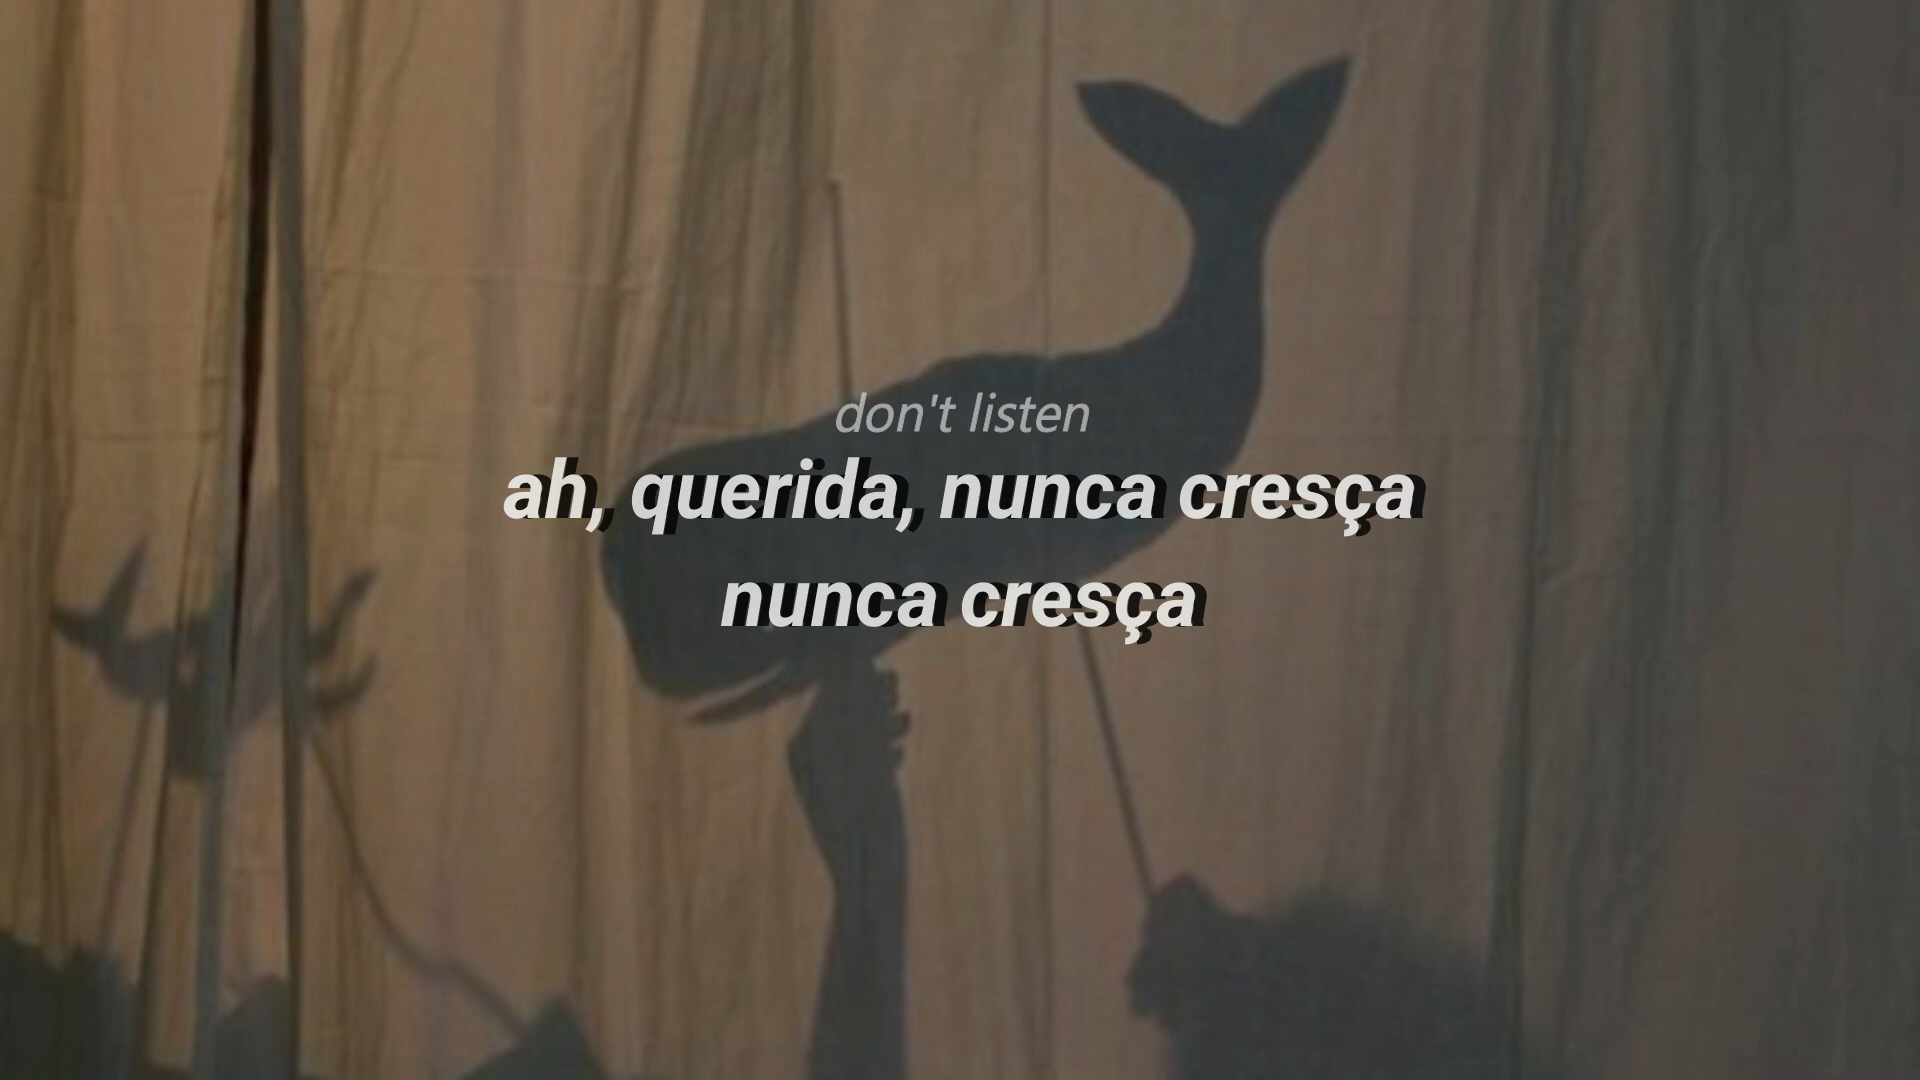 don't listen
ah, querida, nunca cresça
nunca cresça